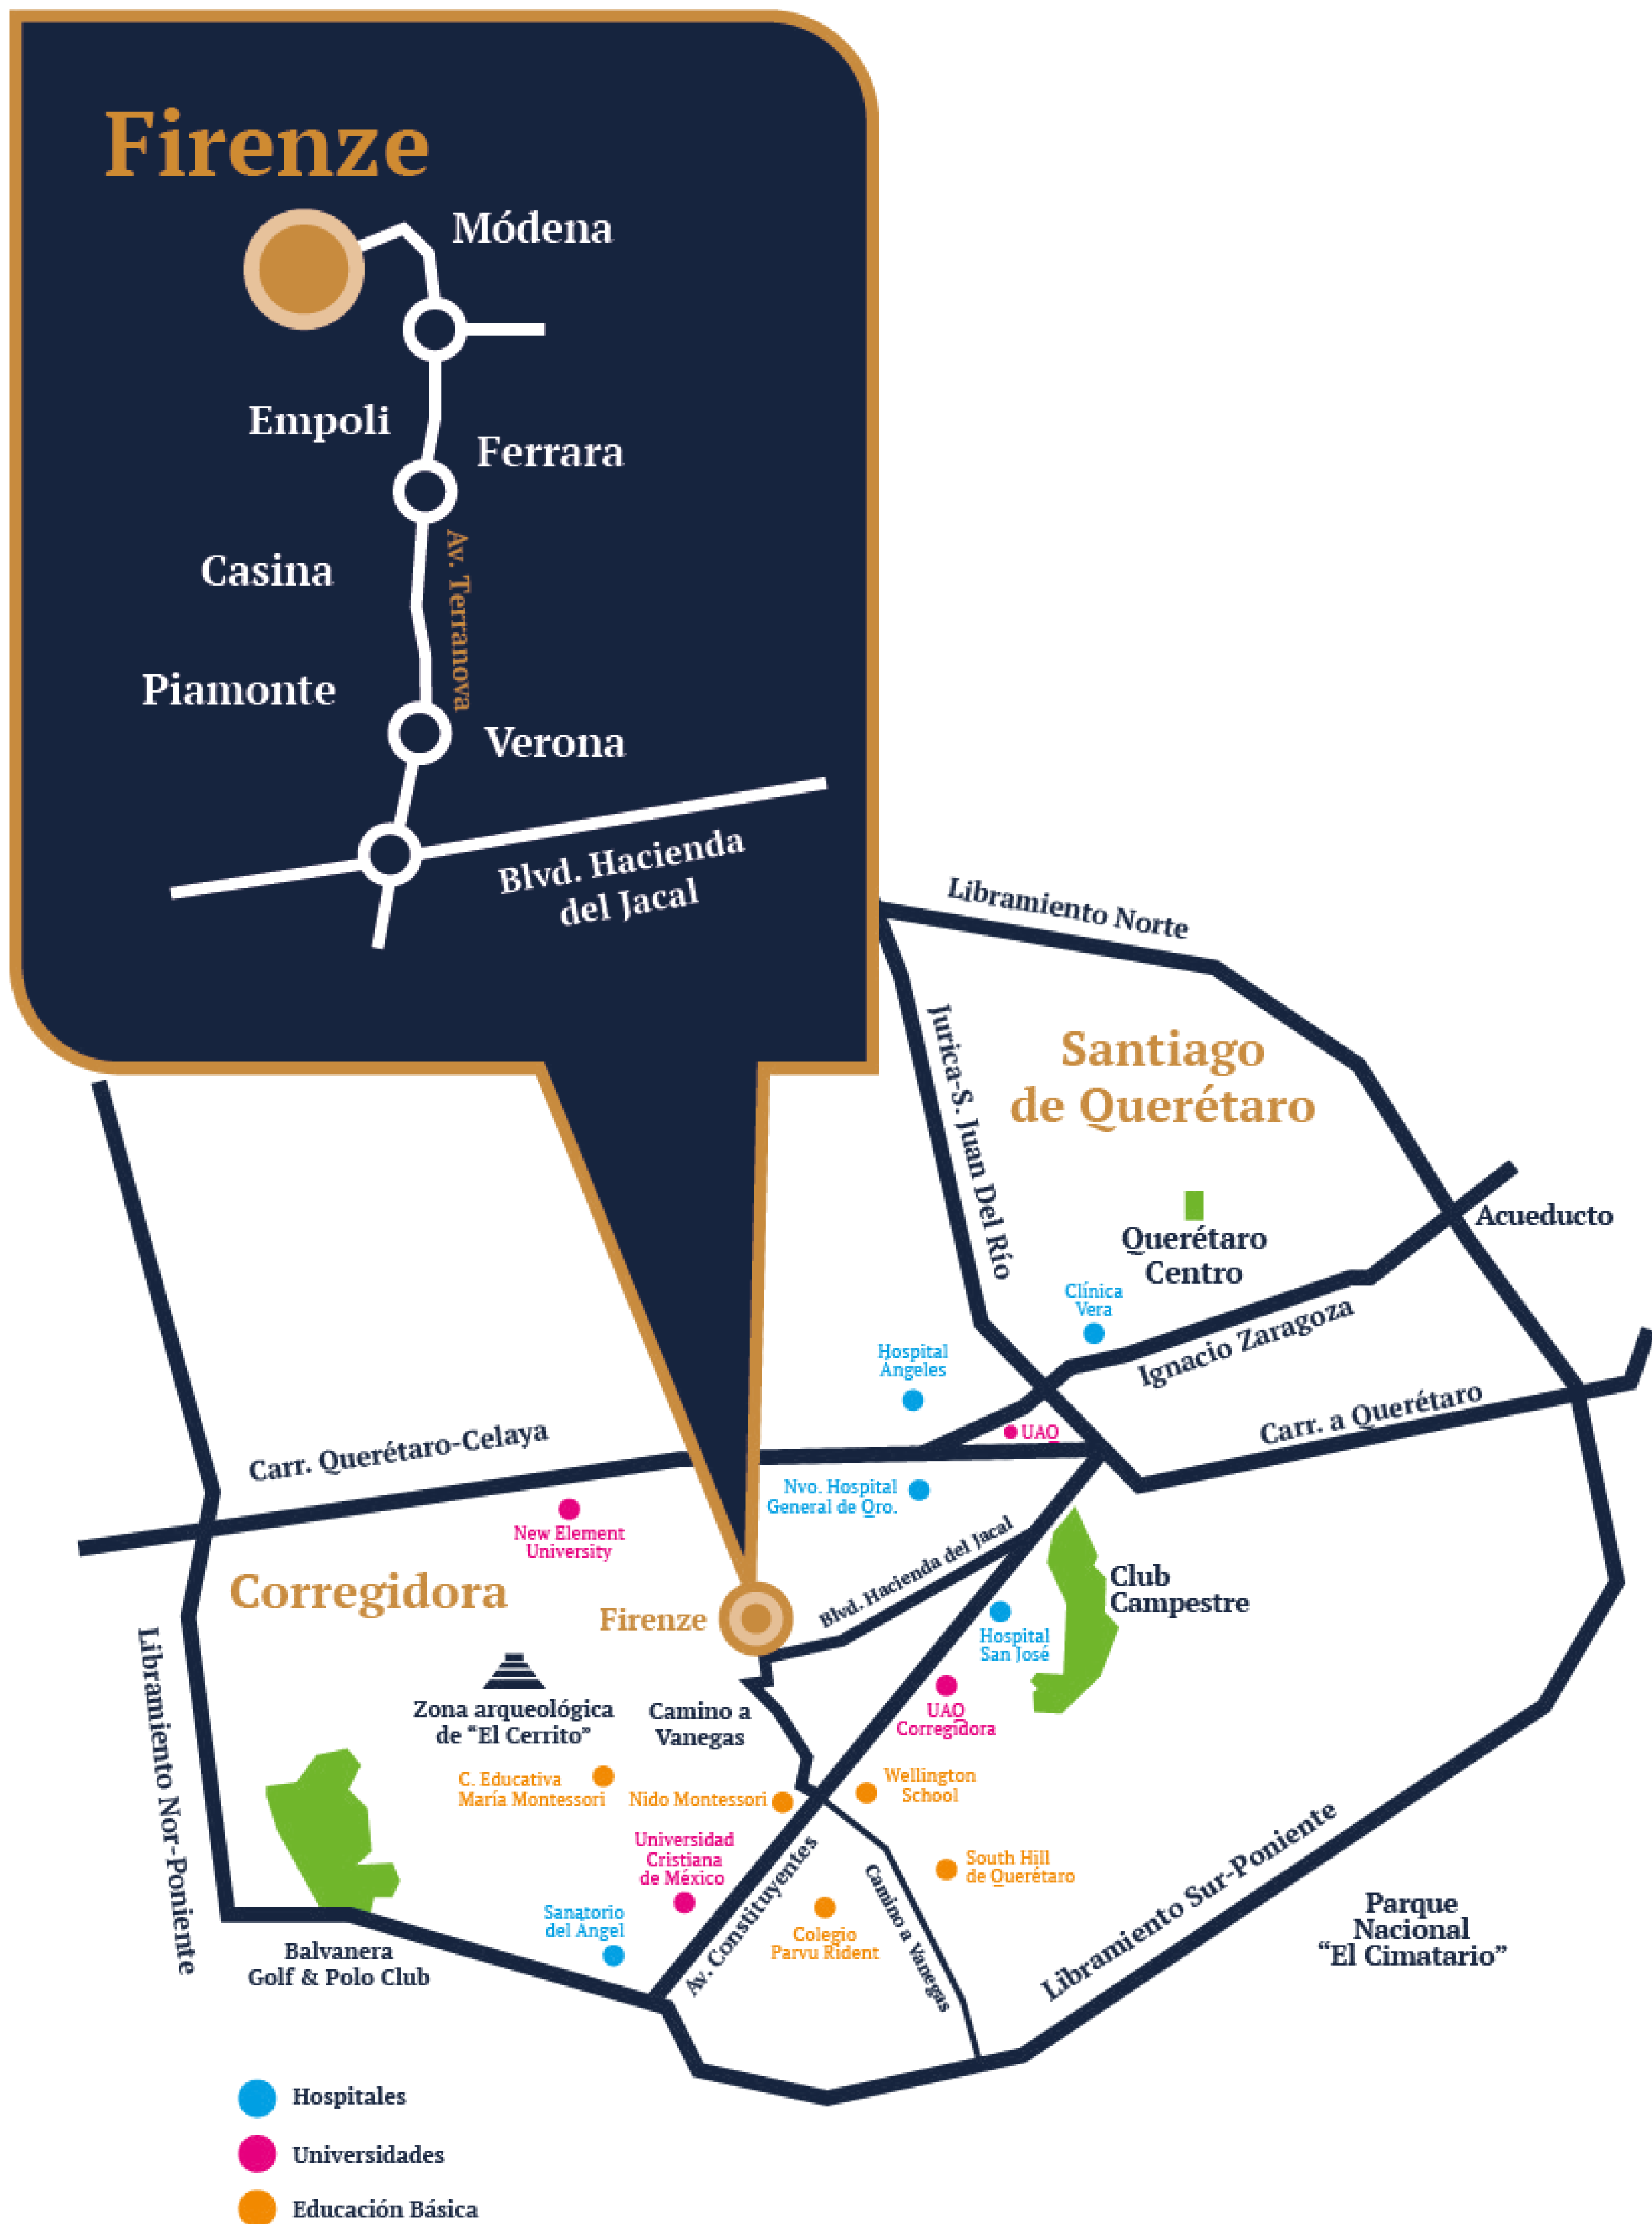 Firenze
Módena
Empoli
Ferrara
Av. Terranova
Casina
Piamonte
Verona
Blvd. Hacienda
del Jacal
Libramiento Norte
Jurica-S. Juan Del Río
Santiago
de Querétaro
Querétaro
Centro
Acueducto
Clínica
Vera
Ignacio Zaragoza
Hospital
Ángeles
UAQ
Carr. a Querétaro
Carr. Querétaro-Celaya
Nvo. Hospital
General de Qro.
New Element
University
Blvd. Hacienda del Jacal
Corregidora
Firenze
Club
Campestre
Hospital
San José
Libramiento Nor-Poniente
Zona arqueológica
de “El Cerrito”
Camino a
Vanegas
UAQ
Corregidora
C. Educativa
María Montessori
Nido Montessori
Wellington
School
Universidad
Cristiana
de México
South Hill
de Querétaro
Av. Constituyentes
Camino a Vanegas
Libramiento Sur-Poniente
Sanatorio
del Ángel
Colegio
Parvu Rident
Parque
Nacional
“El Cimatario”
Balvanera
Golf & Polo Club
Hospitales
Universidades
Educación Básica